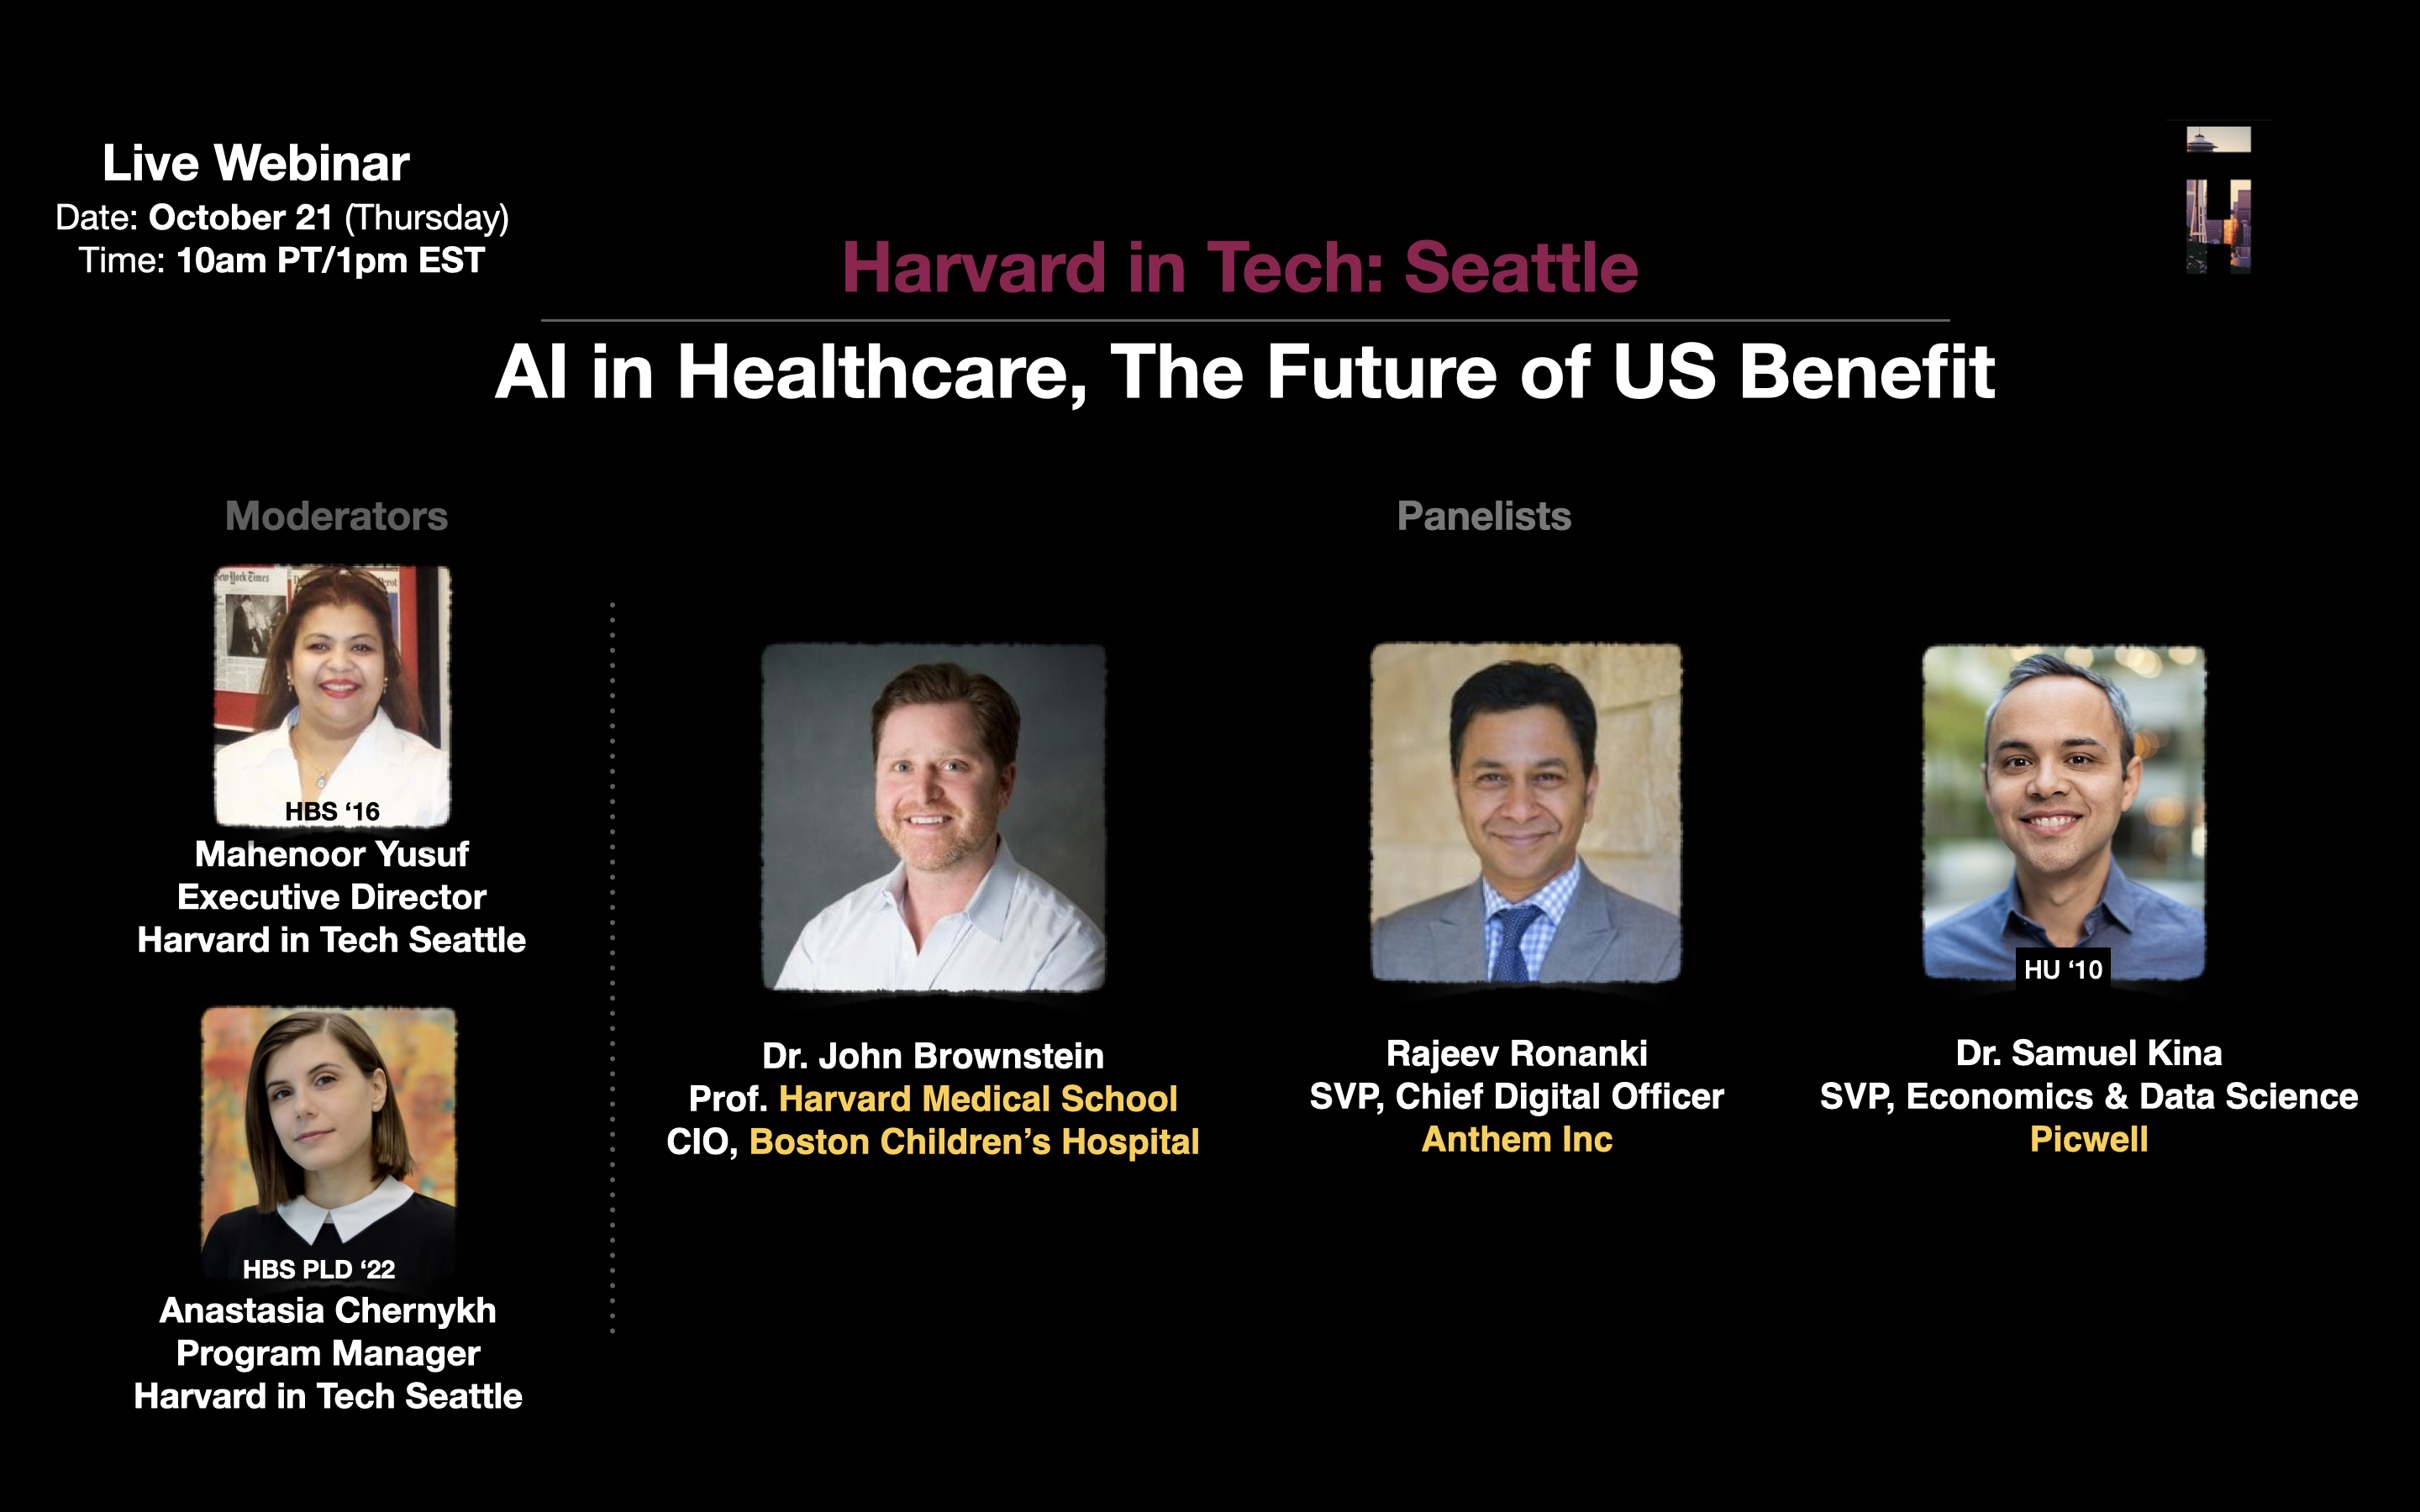 Live Webinar
Date: October 21 (Thursday)
Time: 10am PT/1pm EST
Harvard in Tech: Seattle
AI in Healthcare, The Future of US Benefit
Moderators
New York Times
HBS ‘16
Mahenoor Yusuf
Executive Director
Harvard in Tech Seattle
HBS PLD ‘22
Anastasia Chernykh
Program Manager
Harvard in Tech Seattle
Panelists
Dr. John Brownstein
Prof. Harvard Medical School
CIO, Boston Children’s Hospital
Rajeev Ronanki
SVP, Chief Digital Officer
Anthem Inc
HU ‘10
Dr. Samuel Kina
SVP, Economics & Data Science
Picwell